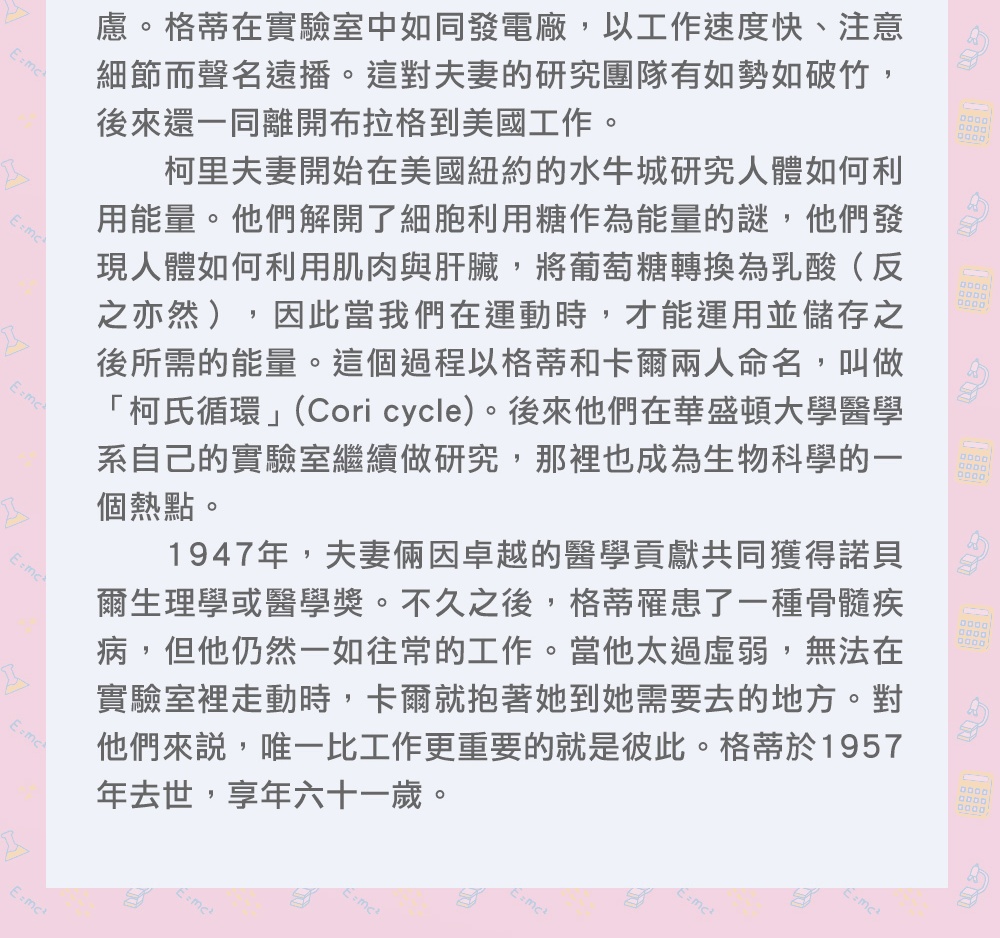 慮。格蒂在實驗室中如同發電廠，以工作速度快、注意
細節而聲名遠播。這對夫妻的研究團隊有如勢如破竹，
後來還一同離開布拉格到美國工作。
柯里夫妻開始在美國紐約的水牛城研究人體如何利
用能量。他們解開了細胞利用糖作為能量的謎，他們發
現人體如何利用肌肉與肝臟，將葡萄糖轉換為乳酸（反
之亦然），因此當我們在運動時，才能運用並儲存之
後所需的能量。這個過程以格蒂和卡爾兩人命名，叫做
「柯氏循環」(Cori cycle)。後來他們在華盛頓大學醫學
系自己的實驗室繼續做研究，那裡也成為生物科學的一
個熱點。
1947年，夫妻倆因卓越的醫學貢獻共同獲得諾貝
爾生理學或醫學獎。不久之後，格蒂罹患了一種骨髓疾
病，但他仍然一如往常的工作。當他太過虛弱，無法在
實驗室裡走動時，卡爾就抱著她到她需要去的地方。對
他們來説，唯一比工作更重要的就是彼此。格蒂於1957
年去世，享年六十一歲。